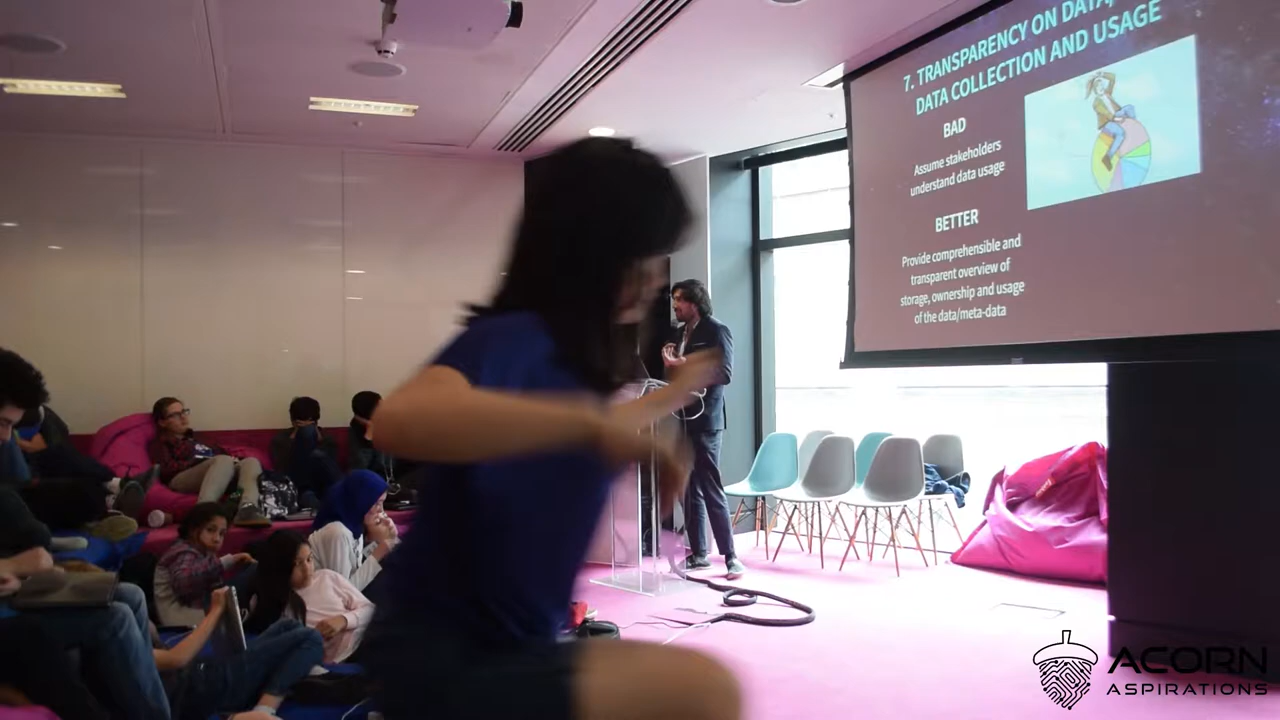 7. TRANSPARENCY ON DATA,
DATA COLLECTION AND USAGE
BAD
Assume stakeholders
understand data usage
BETTER
Provide comprehensible and
transparent overview of
storage, ownership and usage
of the data/meta-data
ACORN
ASPIRATIONS